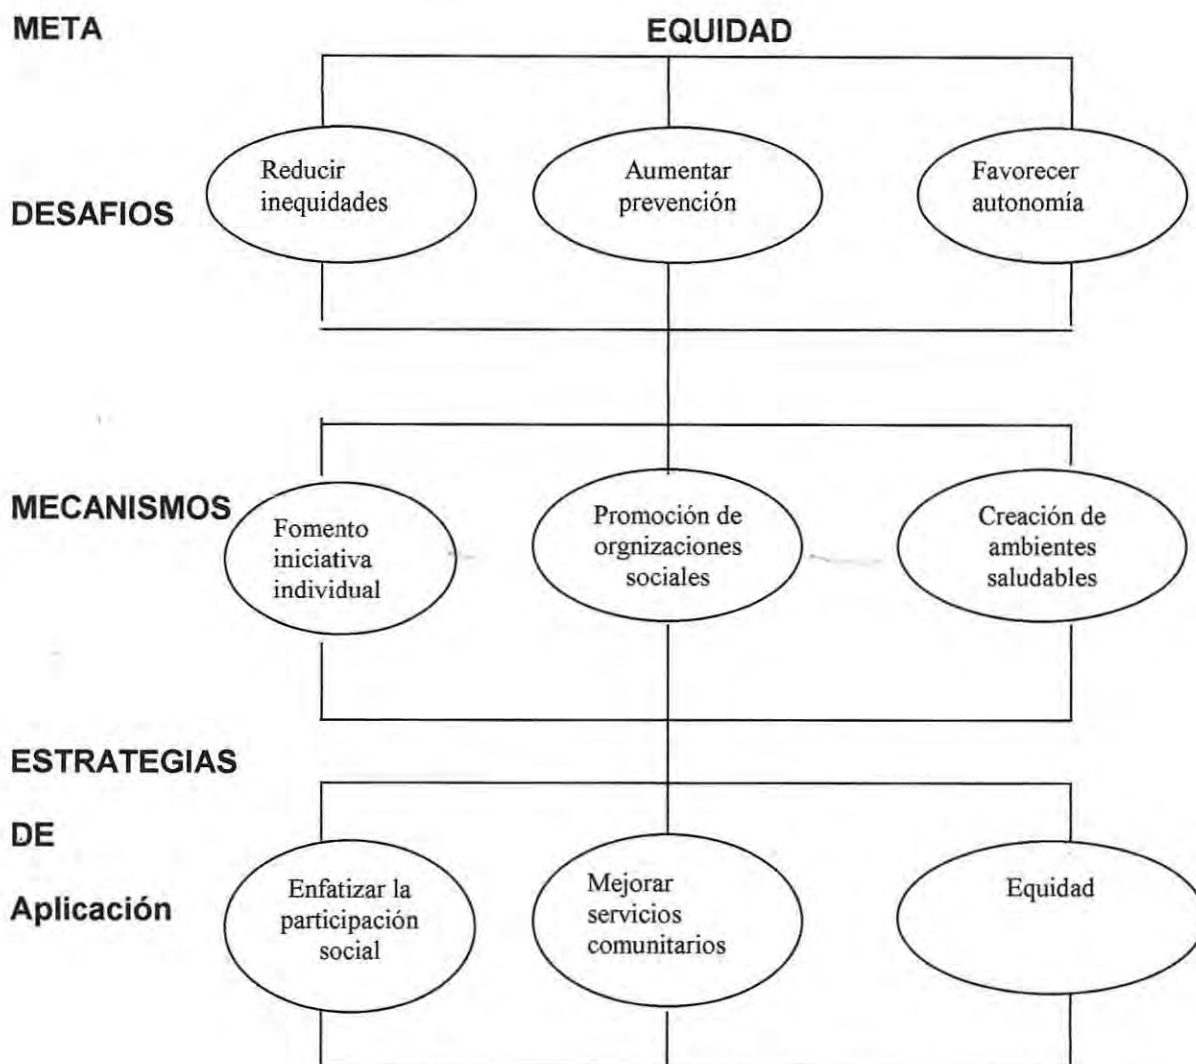 META
EQUIDAD
DESAFIOS
Reducir
inequidades
Aumentar
prevención
Favorecer
autonomía
MECANISMOS
Fomento
iniciativa
individual
Promoción de
orgnizaciones
sociales
Creación de
ambientes
saludables
ESTRATEGIAS
DE
Aplicación
Enfatizar la
participación
social
Mejorar
servicios
comunitarios
Equidad